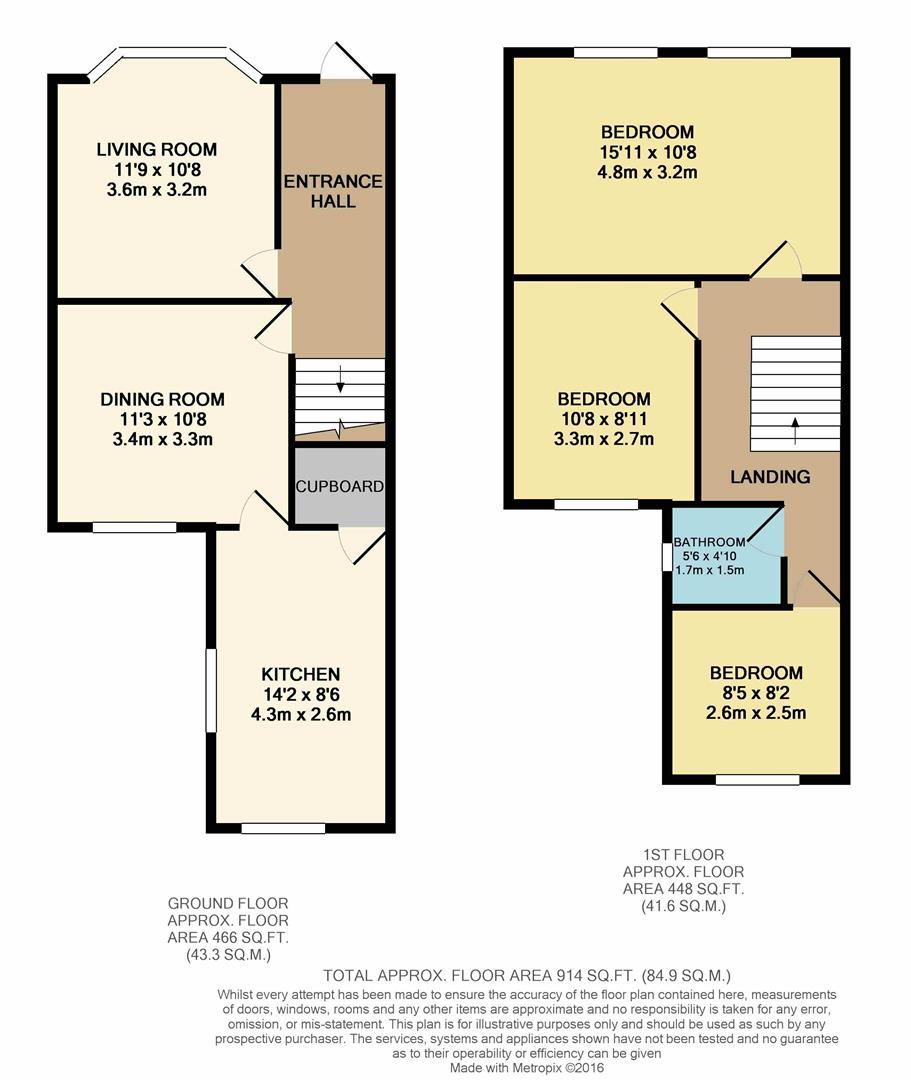 LIVING ROOM
11'9 x 10'8
3.6m x 3.2m
ENTRANCE
HALL
DINING ROOM
11'3 x 10'8
3.4m x 3.3m
CUPBOARD
KITCHEN
14'2 x 8'6
4.3m x 2.6m
GROUND FLOOR
APPROX. FLOOR
AREA 466 SQ.FT.
(43.3 SQ.M.)
BEDROOM
15'11 x 10'8
4.8m x 3.2m
BEDROOM
10'8 x 8'11
3.3m x 2.7m
LANDING
BATHROOM
5'6 x 4'10
1.7m x 1.5m
BEDROOM
8'5 x 8'2
2.6m x 2.5m
1ST FLOOR
APPROX. FLOOR
AREA 448 SQ.FT.
(41.6 SQ.M.)
TOTAL APPROX. FLOOR AREA 914 SQ.FT. (84.9 SQ.M.)
Whilst every attempt has been made to ensure the accuracy of the floor plan contained here, measurements
of doors, windows, rooms and any other items are approximate and no responsibility is taken for any error,
omission, or mis-statement. This plan is for illustrative purposes only and should be used as such by any
prospective purchaser. The services, systems and appliances shown have not been tested and no guarantee
as to their operability or efficiency can be given
Made with Metropix ©2016